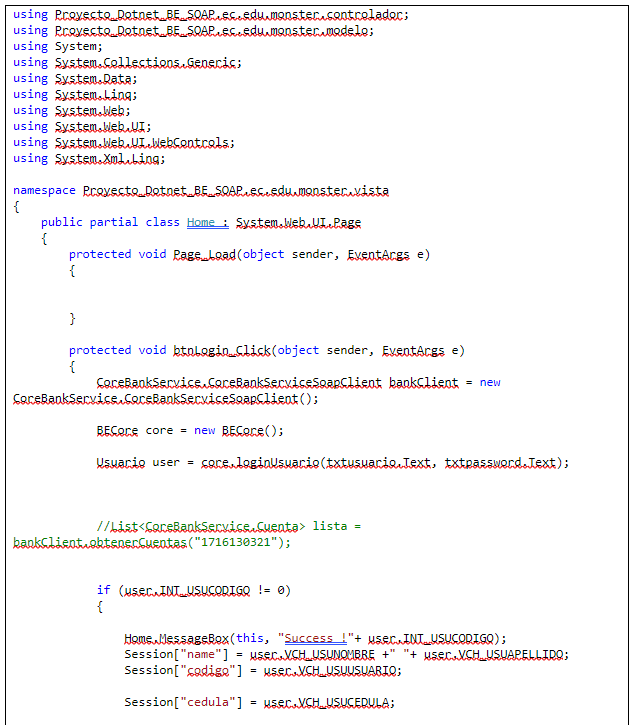 using Proyecto_Dotnet_BE_SOAP.ec.edu.monster.controlador;
using Proyecto_Dotnet_BE_SOAP.ec.edu.monster.modelo;
using System;
using System.Collections.Generic;
using System.Data;
using System.Linq;
using System.Web;
using System.Web.UI;
using System.Web.UI.WebControls;
using System.Xml.Linq;
namespace Proyecto_Dotnet_BE_SOAP.ec.edu.monster.vista
{
public partial class Home : System.Web.UI.Page
{
protected void Page_Load(object sender, EventArgs e)
{
}
protected void btnLogin_Click(object sender, EventArgs e)
{
CoreBankService.CoreBankServiceSoapClient bankClient = new
CoreBankService.CoreBankServiceSoapClient();
BECore core = new BECore();
Usuario user = core.loginUsuario(txtusuario.Text, txtpassword.Text);
//List<CoreBankService.Cuenta> lista =
bankClient.obtenerCuentas("1716130321");
if (user.INT_USUCODIGO != 0)
{
Home.MessageBox(this, "Success !"+ user.INT_USUCODIGO);
Session["name"] = user.VCH_USUNOMBRE +" "+ user.VCH_USUAPELLIDO;
Session["codigo"] = user.VCH_USUUSUARIO;
Session["cedula"] = user.VCH_USUCEDULA;